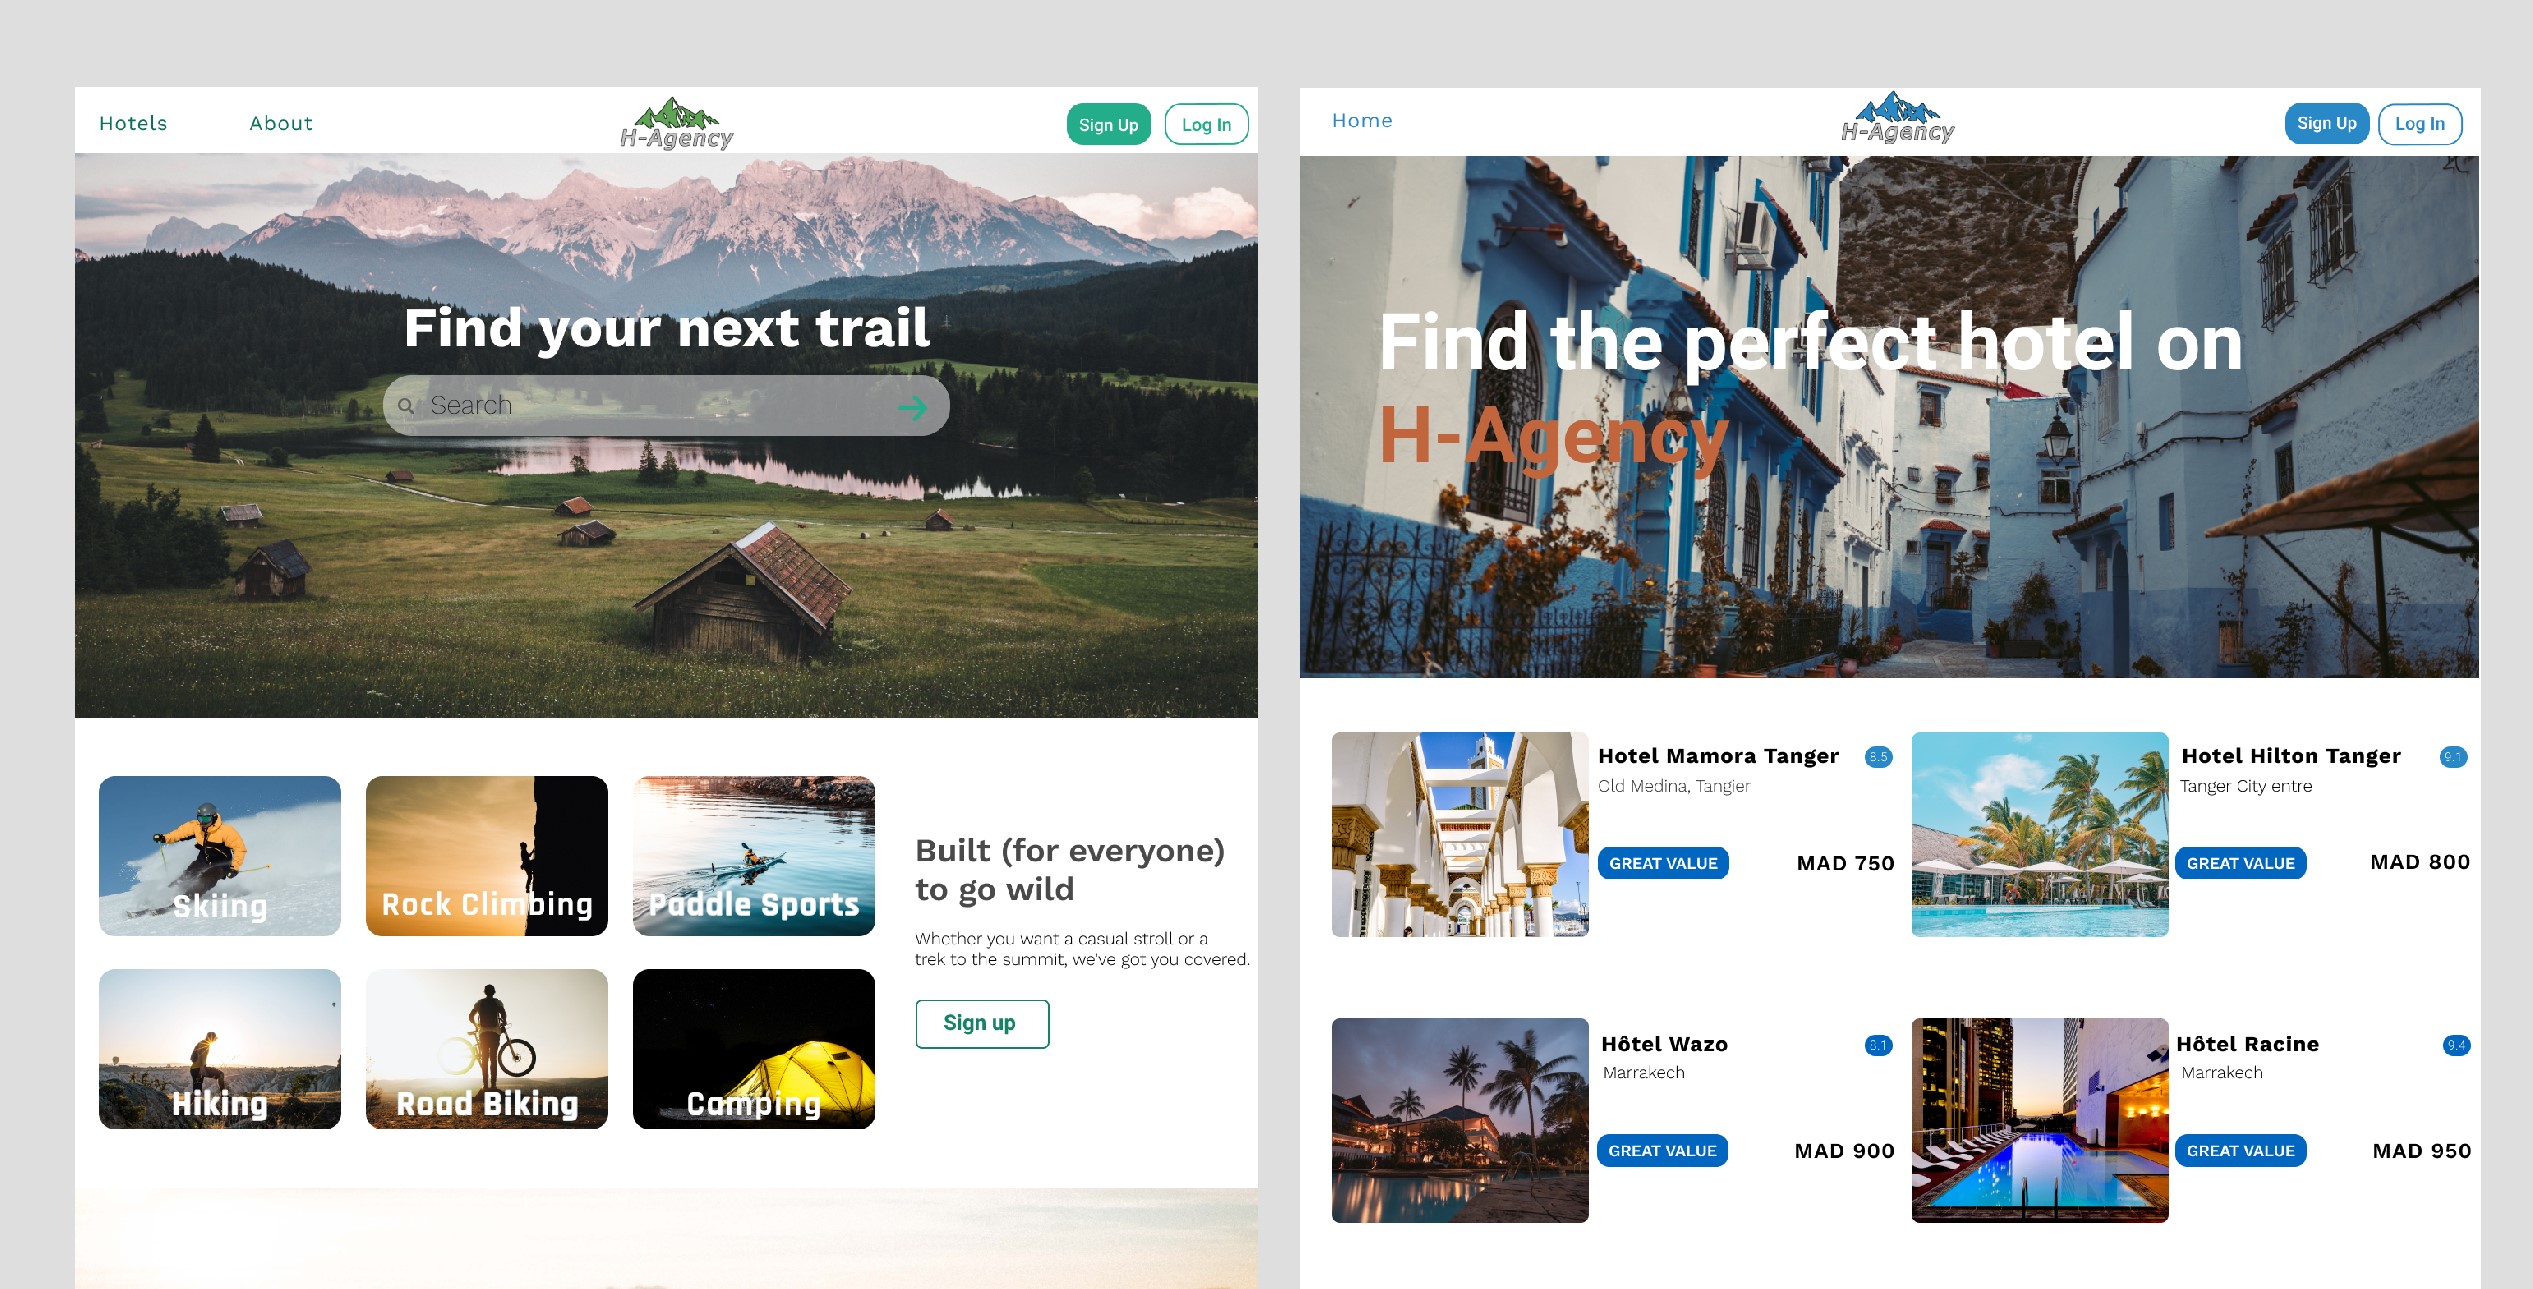 Hotels
About
H-Agency
Sign Up
Log In
Find your next trail
Search
Skiing
Rock Climbing
Paddle Sports
Hiking
Road Biking
Camping
Built (for everyone)
to go wild
Whether you want a casual stroll or a
trek to the summit, we've got you covered.
Sign up
Home
H-Agency
Sign Up
Log In
Find the perfect hotel on
H-Agency
Hotel Mamora Tanger
8.5
Old Medina, Tangier
GREAT VALUE
MAD 750
Hotel Hilton Tanger
9.1
Tanger City entre
GREAT VALUE
MAD 800
Hôtel Wazo
8.1
Marrakech
GREAT VALUE
MAD 900
Hôtel Racine
9.4
Marrakech
GREAT VALUE
MAD 950